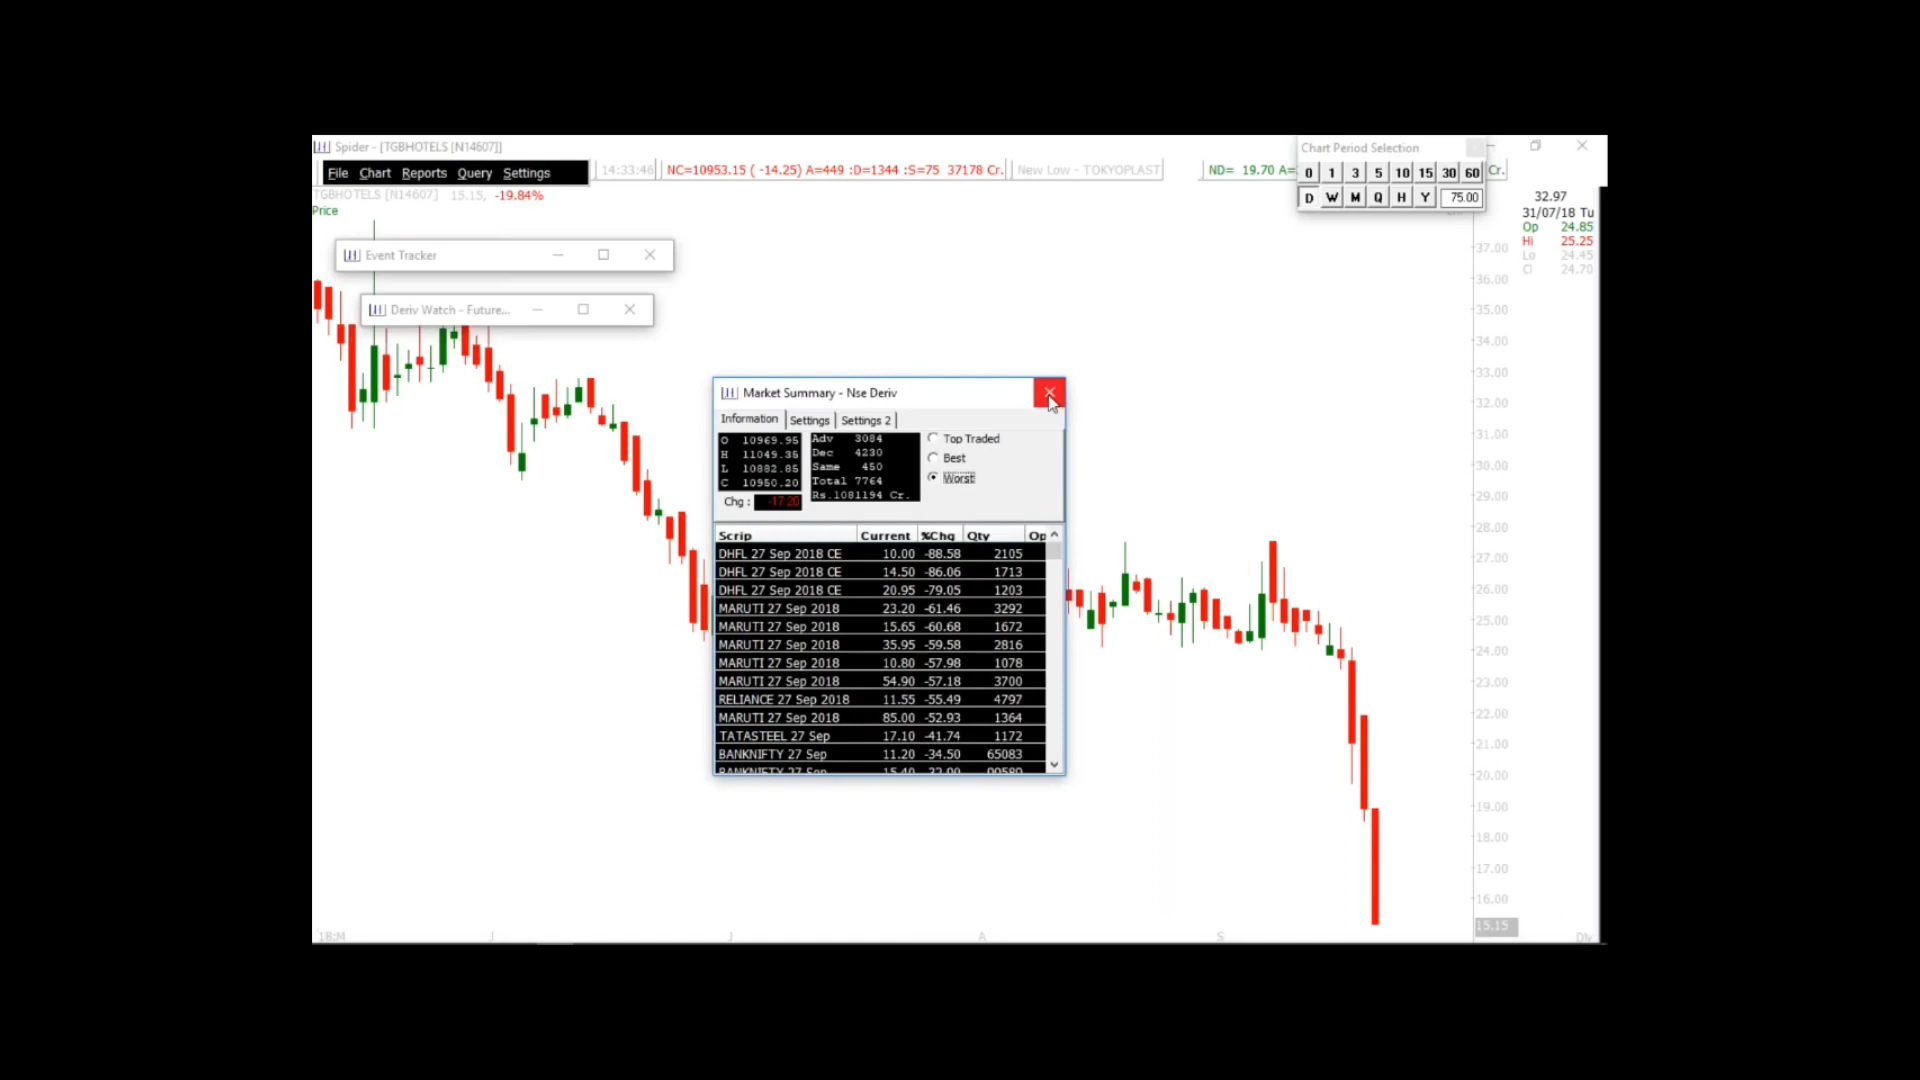 Spider - [TGBHOTELS [N14607]]
File Chart Reports Query Settings
14:33:46
NC=10953.15 ( -14.25) A=449 :D=1344 :S=75 37178 Cr.
New Low - TOKYOPLAST
ND= 19.70 A=
Cr.
Chart Period Selection
0 1 3 5 10 15 30 60
D W M Q H Y 75.00
TGBHOTELS [N14607] 15.15, -19.84%
Price
32.97
31/07/18 Tu
Op 24.85
Hi 25.25
Lo 24.45
Cl 24.70
Event Tracker
Deriv Watch - Future...
Market Summary - Nse Deriv
Information Settings Settings 2
O 10969.95
H 11049.35
L 10882.85
C 10950.20
Chg : -17.20
Adv 3084
Dec 4230
Same 450
Total 7764
Rs.1081194 Cr.
Top Traded
Best
Worst
Scrip Current %Chg Qty Op
DHFL 27 Sep 2018 CE 10.00 -88.58 2105
DHFL 27 Sep 2018 CE 14.50 -86.06 1713
DHFL 27 Sep 2018 CE 20.95 -79.05 1203
MARUTI 27 Sep 2018 23.20 -61.46 3292
MARUTI 27 Sep 2018 15.65 -60.68 1672
MARUTI 27 Sep 2018 35.95 -59.58 2816
MARUTI 27 Sep 2018 10.80 -57.98 1078
MARUTI 27 Sep 2018 54.90 -57.18 3700
RELIANCE 27 Sep 2018 11.55 -55.49 4797
MARUTI 27 Sep 2018 85.00 -52.93 1364
TATASTEEL 27 Sep 17.10 -41.74 1172
BANKNIFTY 27 Sep 11.20 -34.50 65083
BANKNIFTY 27 Sep
37.00
36.00
35.00
34.00
33.00
32.00
31.00
30.00
29.00
28.00
27.00
26.00
25.00
24.00
23.00
22.00
21.00
20.00
19.00
18.00
17.00
16.00
15.15
18:M J J A S Dly